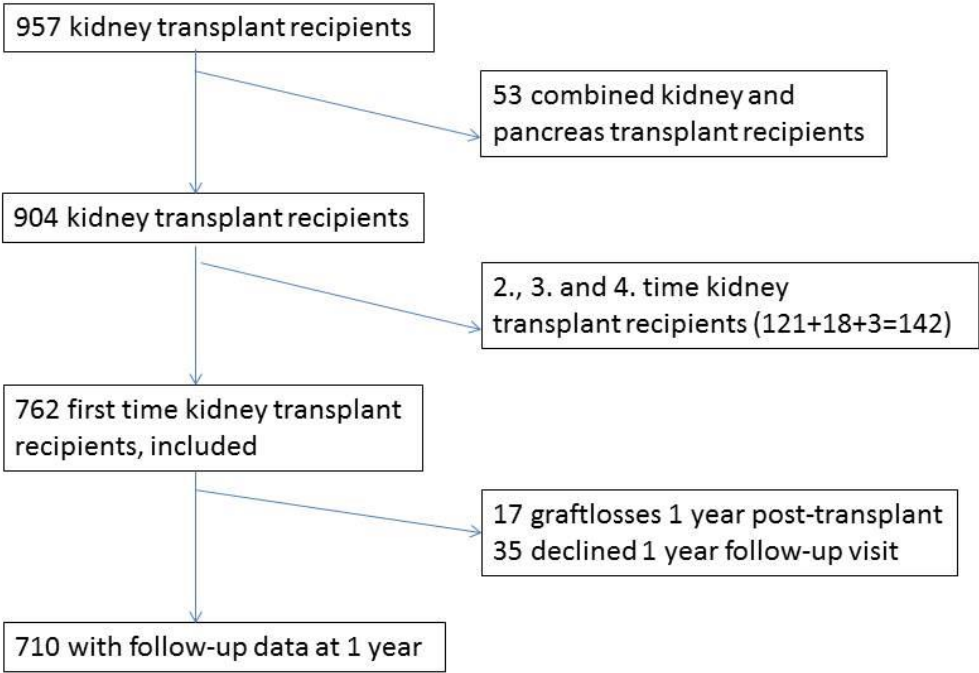 957 kidney transplant recipients
53 combined kidney and
pancreas transplant recipients
904 kidney transplant recipients
2., 3. and 4. time kidney
transplant recipients (121+18+3=142)
762 first time kidney transplant
recipients, included
17 graftlosses 1 year post-transplant
35 declined 1 year follow-up visit
710 with follow-up data at 1 year